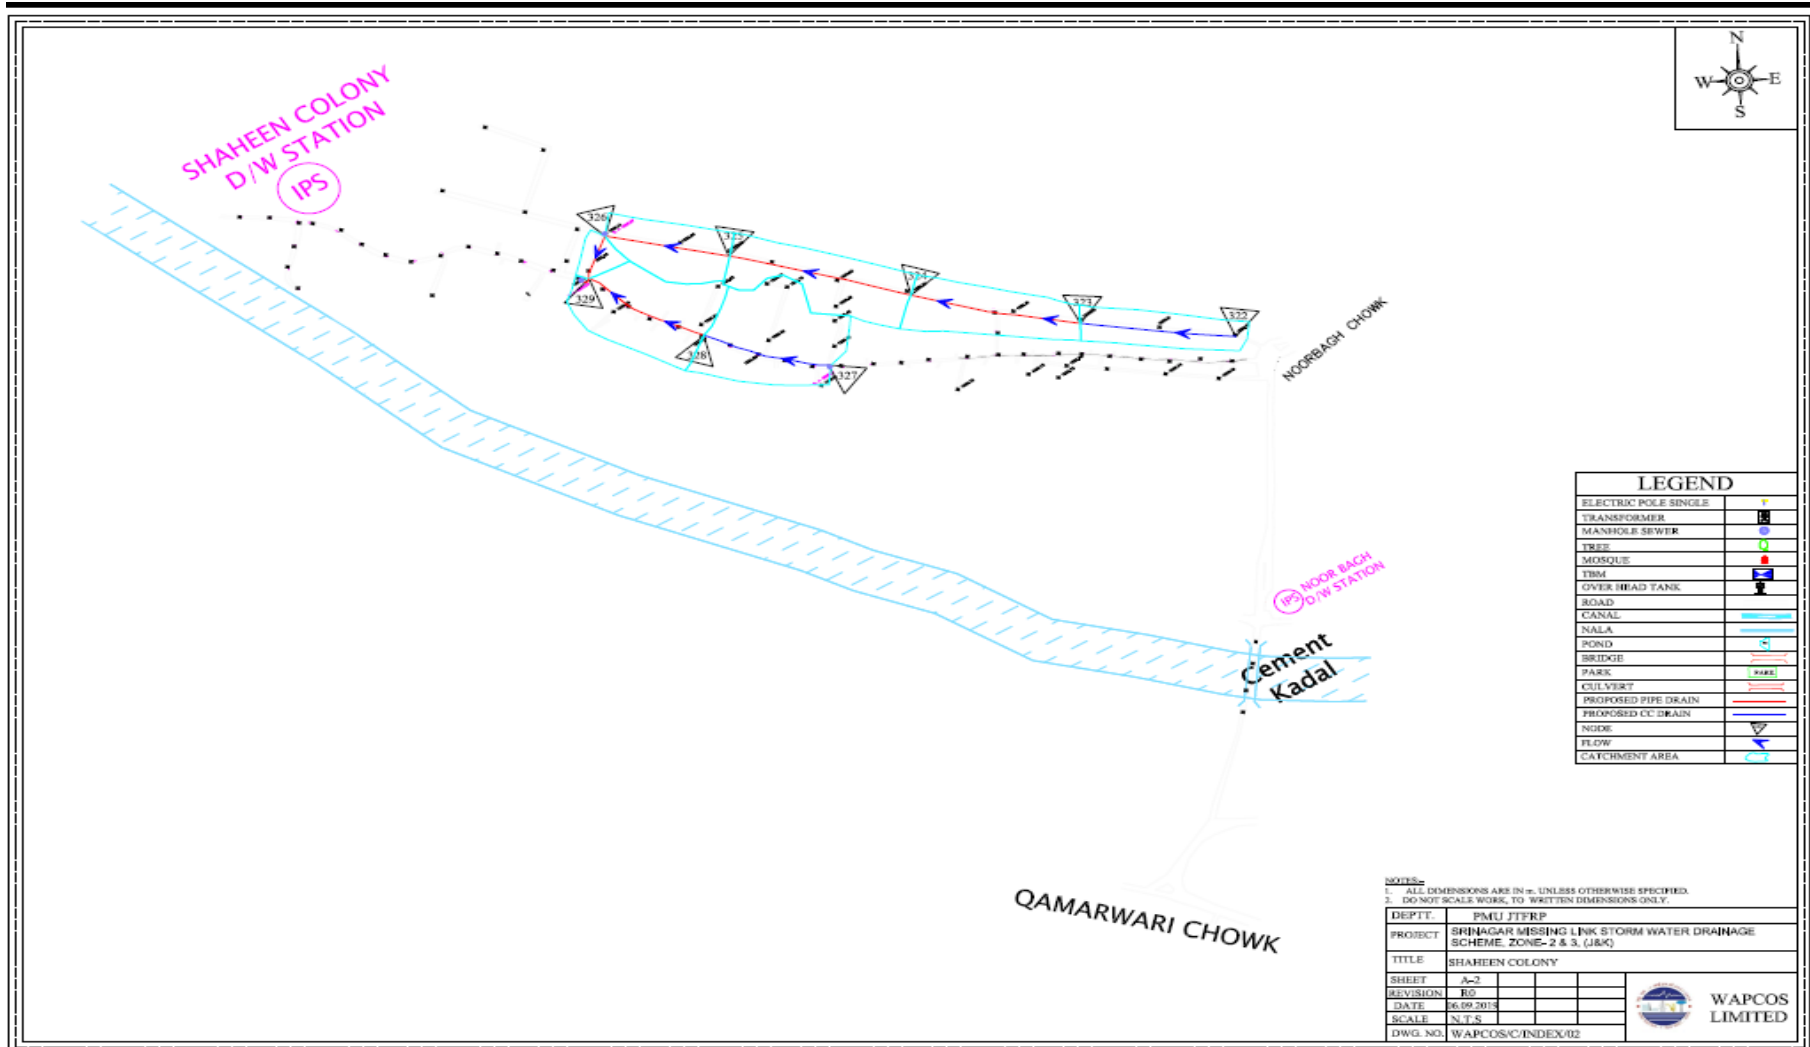 N
W E
S
SHAHEEN COLONY
D/W STATION
IPS
326
325
324
323
322
329
328
327
NOORBAGH CHOWK
NOOR BAGH
D/W STATION
IPS
Cement
Kadal
QAMARWARI CHOWK
LEGEND
ELECTRIC POLE SINGLE
TRANSFORMER
MANHOLE SEWER
TREE
MOSQUE
TBM
OVER HEAD TANK
ROAD
CANAL
NALA
POND
BRIDGE
PARK PARK
CULVERT
PROPOSED PIPE DRAIN
PROPOSED CC DRAIN
NODE
FLOW
CATCHMENT AREA
NOTES:-
1. ALL DIMENSIONS ARE IN m. UNLESS OTHERWISE SPECIFIED.
2. DO NOT SCALE WORK, TO WRITTEN DIMENSIONS ONLY.
DEPTT. PMU JTFRP
PROJECT SRINAGAR MISSING LINK STORM WATER DRAINAGE
SCHEME, ZONE- 2 & 3, (J&K)
TITLE SHAHEEN COLONY
SHEET A-2
REVISION R0
DATE 06.09.2019
SCALE N.T.S
DWG. NO. WAPCOS/C/INDEX/02
WAPCOS
LIMITED